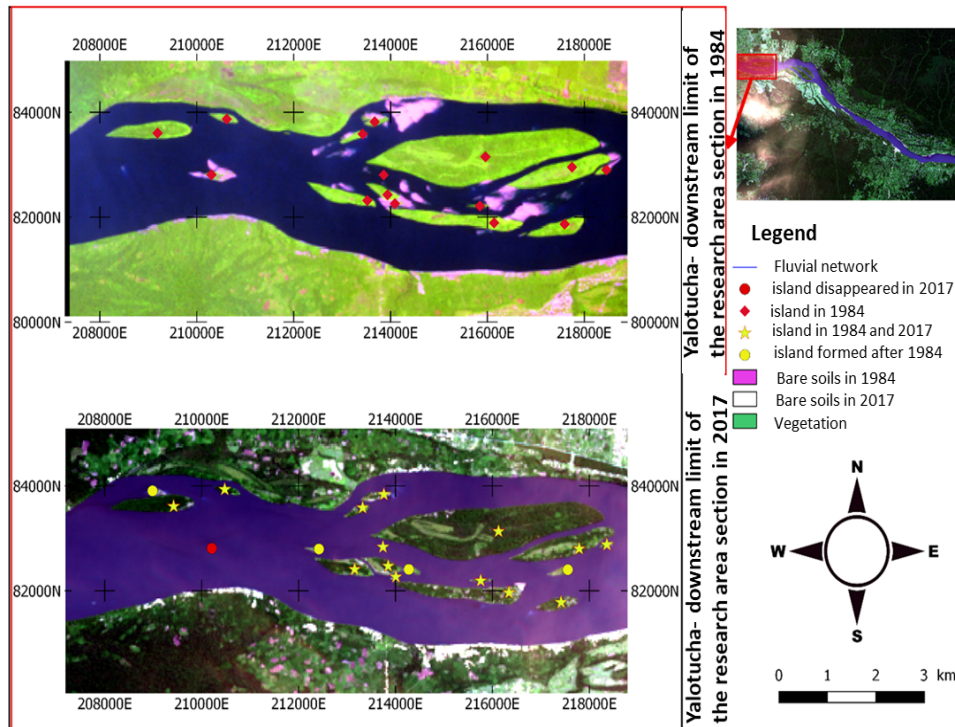 208000E 210000E 212000E 214000E 216000E 218000E
84000N 84000N
82000N 82000N
80000N 80000N
208000E 210000E 212000E 214000E 216000E 218000E
Yalotucha- downstream limit of
the research area section in 1984
208000E 210000E 212000E 214000E 216000E 218000E
84000N 84000N
82000N 82000N
208000E 210000E 212000E 214000E 216000E 218000E
Yalotucha- downstream limit of
the research area section in 2017
Legend
Fluvial network
island disappeared in 2017
island in 1984
island in 1984 and 2017
island formed after 1984
Bare soils in 1984
Bare soils in 2017
Vegetation
N
W E
S
0 1 2 3 km